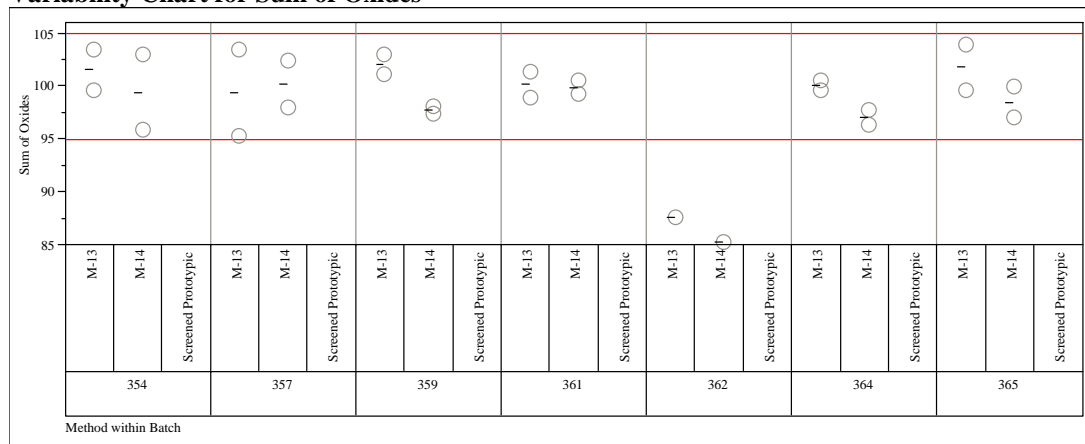 Variability Chart for Sum of Oxides
105
100
95
90
85
Sum of Oxides
M-13
M-14
Screened Prototypic
M-13
M-14
Screened Prototypic
M-13
M-14
Screened Prototypic
M-13
M-14
Screened Prototypic
M-13
M-14
Screened Prototypic
M-13
M-14
Screened Prototypic
M-13
M-14
Screened Prototypic
354 357 359 361 362 364 365
Method within Batch